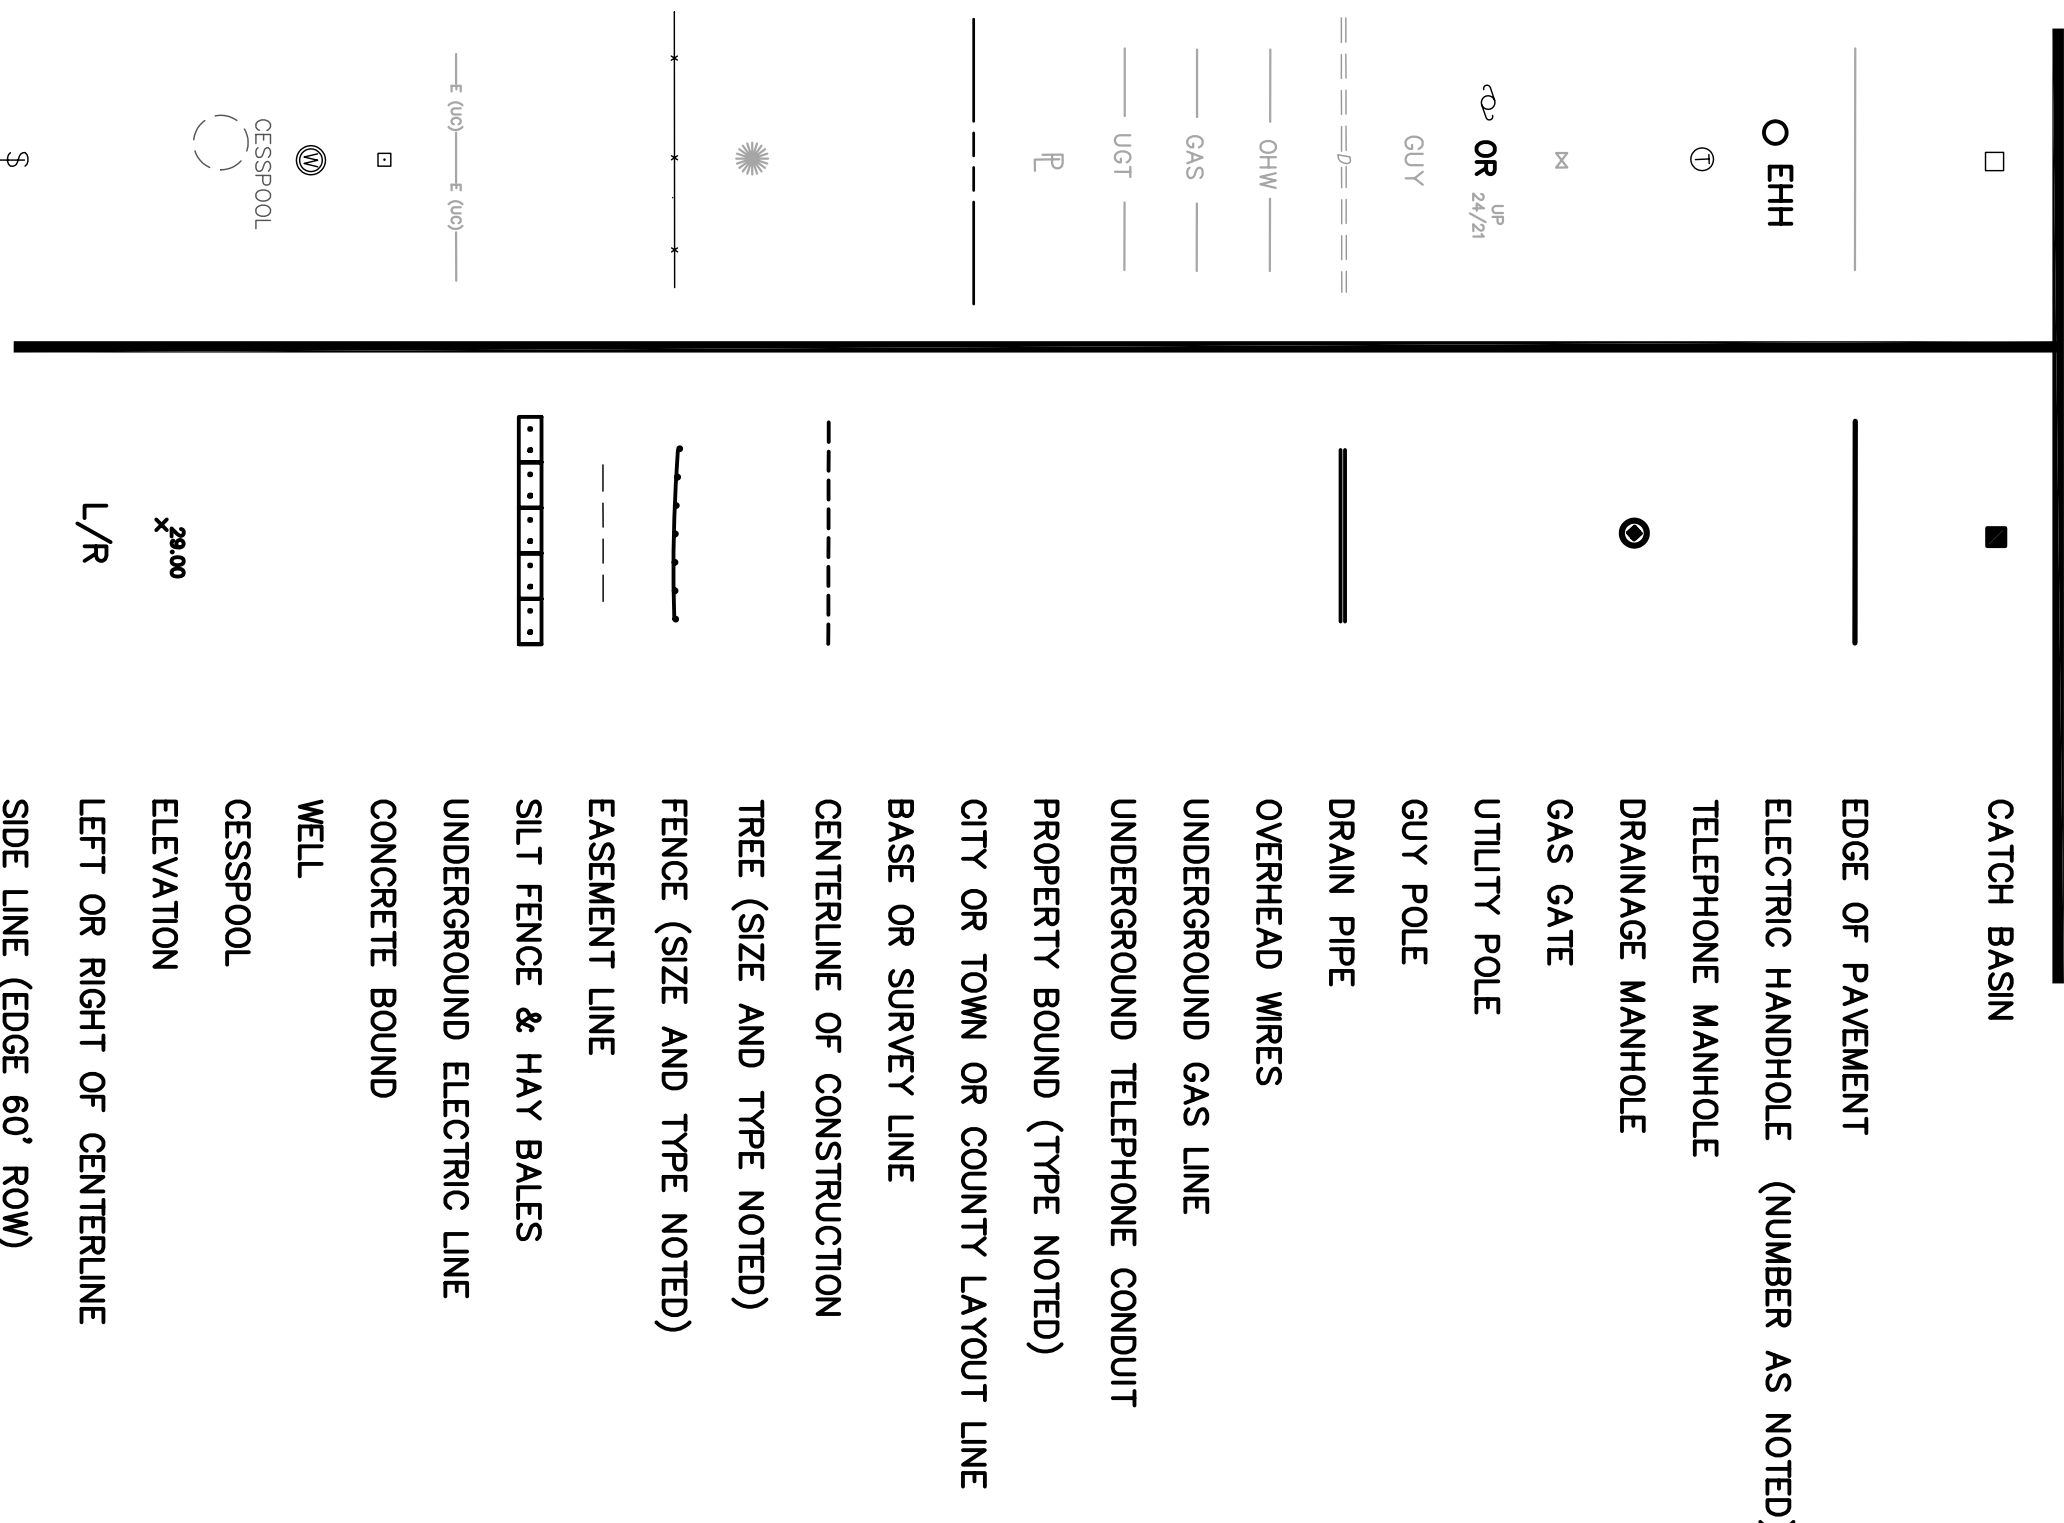 □ CATCH BASIN
EDGE OF PAVEMENT
EHH ELECTRIC HANDHOLE (NUMBER AS NOTED)
T TELEPHONE MANHOLE
DRAINAGE MANHOLE
GAS GATE
OR UP 24/21 UTILITY POLE
GUY GUY POLE
D DRAIN PIPE
OHW OVERHEAD WIRES
GAS UNDERGROUND GAS LINE
UGT UNDERGROUND TELEPHONE CONDUIT
PL PROPERTY BOUND (TYPE NOTED)
CITY OR TOWN OR COUNTY LAYOUT LINE
BASE OR SURVEY LINE
CENTERLINE OF CONSTRUCTION
TREE (SIZE AND TYPE NOTED)
FENCE (SIZE AND TYPE NOTED)
EASEMENT LINE
SILT FENCE & HAY BALES
E (UC) E (UC) UNDERGROUND ELECTRIC LINE
CONCRETE BOUND
W WELL
CESSPOOL CESSPOOL
x29.00 ELEVATION
L/R LEFT OR RIGHT OF CENTERLINE
SIDE LINE (EDGE 60' ROW)